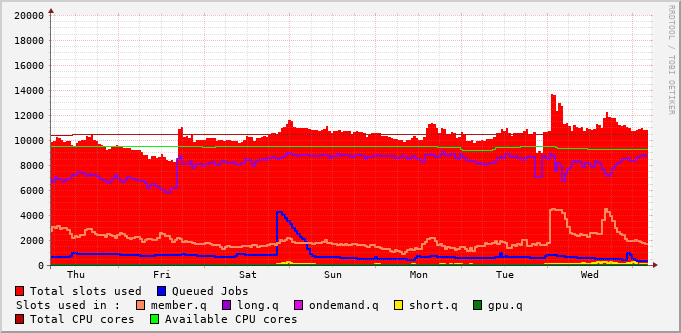 20000
18000
16000
14000
12000
10000
8000
6000
4000
2000
0
Thu Fri Sat Sun Mon Tue Wed
Total slots used Queued Jobs
Slots used in : member.q long.q ondemand.q short.q gpu.q
Total CPU cores Available CPU cores
RRDTOOL / TOBI OETIKER